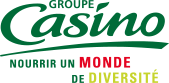 GROUPE
Casino
NOURRIR UN MONDE
DE DIVERSITÉ